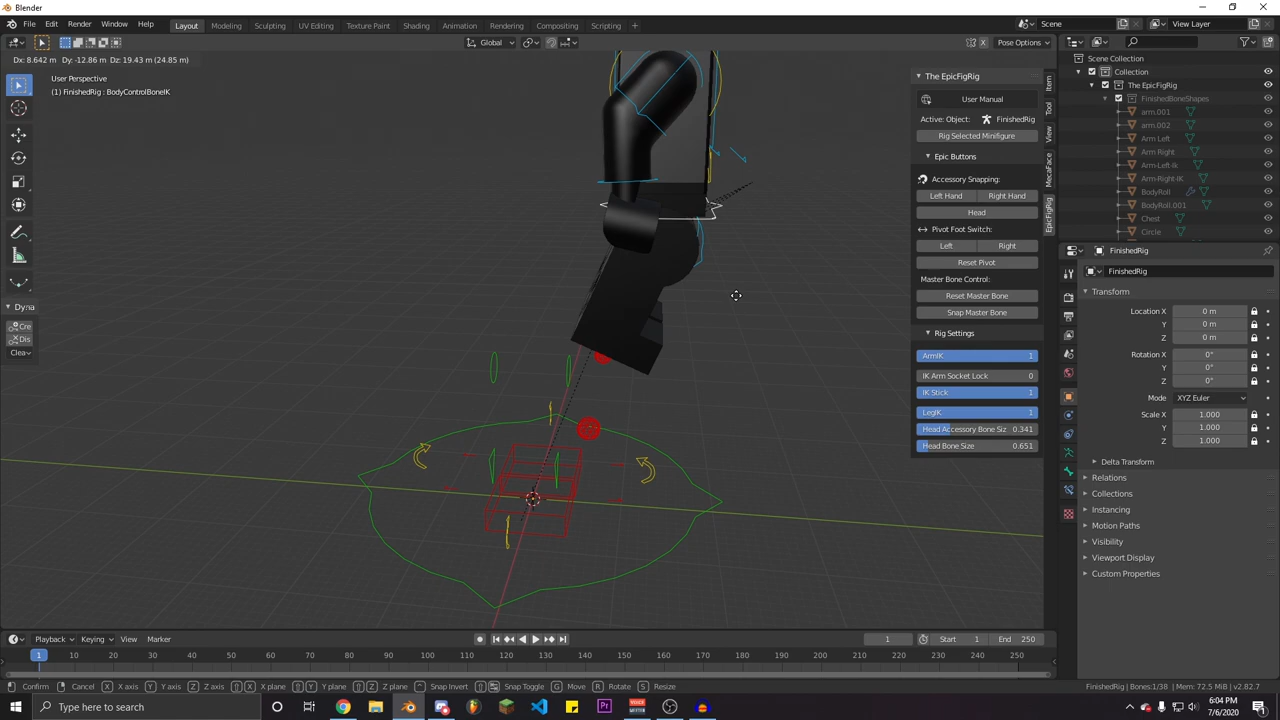 Blender
File Edit Render Window Help Layout Modeling Sculpting UV Editing Texture Paint Shading Animation Rendering Compositing Scripting + Scene View Layer
Global Pose Options
Dx: 8.642 m Dy: -12.86 m Dz: 19.43 m (24.85 m)
User Perspective
(1) FinishedRig : BodyControlBoneIK
Dyna
Cre
Dis
Clea
The EpicFigRig
User Manual
Active: Object: FinishedRig
Rig Selected Minifigure
Epic Buttons
Accessory Snapping:
Left Hand Right Hand
Head
Pivot Foot Switch:
Left Right
Reset Pivot
Master Bone Control:
Reset Master Bone
Snap Master Bone
Rig Settings
ArmIK 1
IK Arm Socket Lock 0
IK Stick 1
LegIK 1
Head Accessory Bone Siz 0.341
Head Bone Size 0.651
Item
Tool
View
MecaFace
EpicFigRig
Scene Collection
Collection
The EpicFigRig
FinishedBoneShapes
arm.001
arm.002
Arm Left
Arm Right
Arm-Left-Ik
Arm-Right-IK
BodyRoll
BodyRoll.001
Chest
Circle
FinishedRig
FinishedRig
Transform
Location X 0 m
Y 0 m
Z 0 m
Rotation X 0°
Y 0°
Z 0°
Mode XYZ Euler
Scale X 1.000
Y 1.000
Z 1.000
Delta Transform
Relations
Collections
Instancing
Motion Paths
Visibility
Viewport Display
Custom Properties
Playback Keying View Marker 1 Start 1 End 250
1 10 20 30 40 50 60 70 80 90 100 110 120 130 140 150 160 170 180 190 200 210 220 230 240 250
Confirm Cancel X X axis Y Y axis Z Z axis X X plane Y Y plane Z Z plane Snap Invert Snap Toggle G Move R Rotate S Resize FinishedRig | Bones:1/38 | Mem: 72.5 MiB | v2.82.7
Type here to search
6:04 PM
7/6/2020